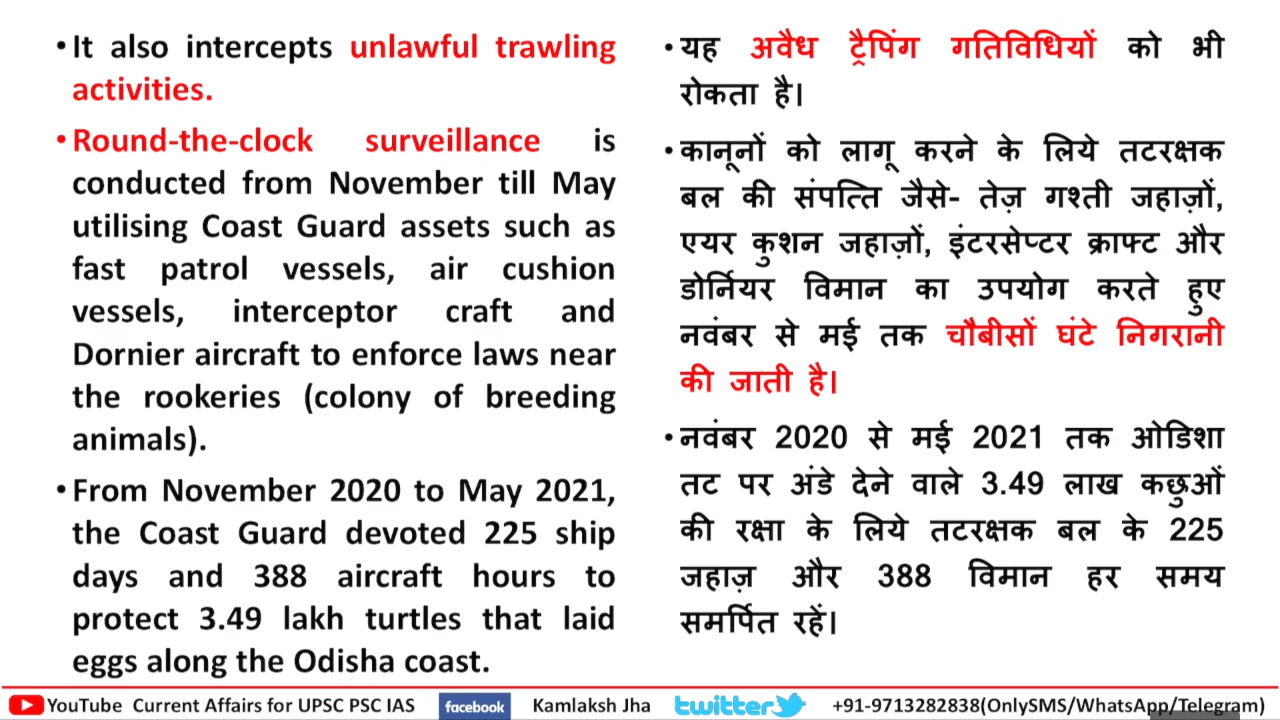 • It also intercepts unlawful trawling
activities.
• Round-the-clock surveillance is
conducted from November till May
utilising Coast Guard assets such as
fast patrol vessels, air cushion
vessels, interceptor craft and
Dornier aircraft to enforce laws near
the rookeries (colony of breeding
animals).
• From November 2020 to May 2021,
the Coast Guard devoted 225 ship
days and 388 aircraft hours to
protect 3.49 lakh turtles that laid
eggs along the Odisha coast.
• यह अवैध ट्रैपिंग गतिविधियों को भी
रोकता है।
• कानूनों को लागू करने के लिये तटरक्षक
बल की संपत्ति जैसे- तेज़ गश्ती जहाज़ों,
एयर कुशन जहाज़ों, इंटरसेप्टर क्राफ्ट और
डोर्नियर विमान का उपयोग करते हुए
नवंबर से मई तक चौबीसों घंटे निगरानी
की जाती है।
• नवंबर 2020 से मई 2021 तक ओडिशा
तट पर अंडे देने वाले 3.49 लाख कछुओं
की रक्षा के लिये तटरक्षक बल के 225
जहाज़ और 388 विमान हर समय
समर्पित रहें।
YouTube Current Affairs for UPSC PSC IAS facebook Kamlaksh Jha twitter +91-9713282838(OnlySMS/WhatsApp/Telegram)